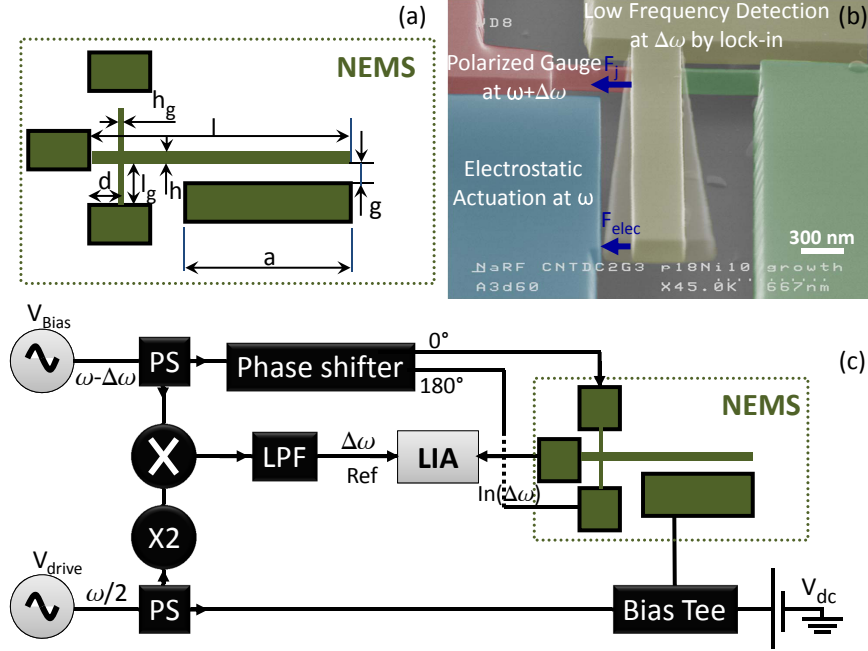 (a)
NEMS
h_g
l
d
l_g
h
g
a
(b)
WD8
Low Frequency Detection
at Δω by lock-in
Polarized Gauge
at ω+Δω
F_j
Electrostatic
Actuation at ω
F_elec
300 nm
NaRF CNTDC2G3 p18Ni10 growth
A3d60 X45.0K 667nm
(c)
V_Bias
ω-Δω
PS
Phase shifter
0°
180°
NEMS
X
LPF
Δω
Ref
LIA
In(Δω)
X2
V_drive
ω/2
PS
Bias Tee
V_dc